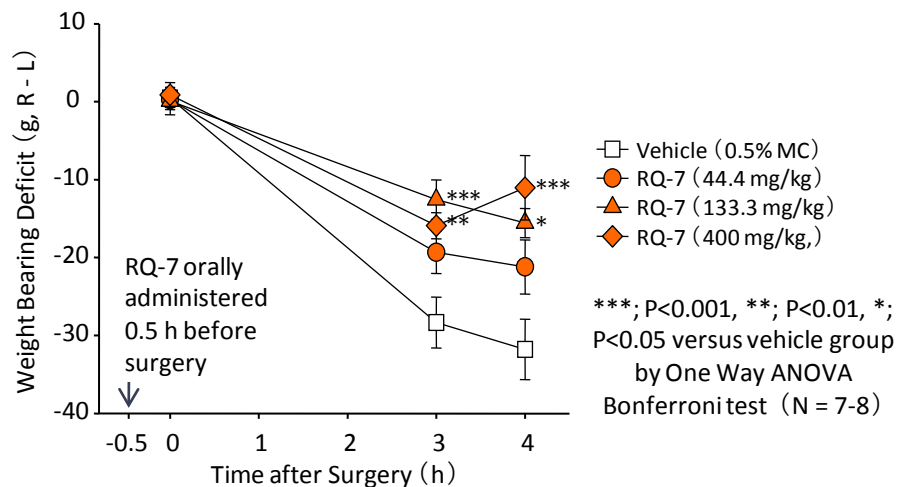 Weight Bearing Deficit (g, R - L)
10
0
-10
-20
-30
-40
***
***
**
*
RQ-7 orally
administered
0.5 h before
surgery
-0.5 0 1 2 3 4
Time after Surgery (h)
Vehicle (0.5% MC)
RQ-7 (44.4 mg/kg)
RQ-7 (133.3 mg/kg)
RQ-7 (400 mg/kg,)
***; P<0.001, **; P<0.01, *;
P<0.05 versus vehicle group
by One Way ANOVA
Bonferroni test (N = 7-8)